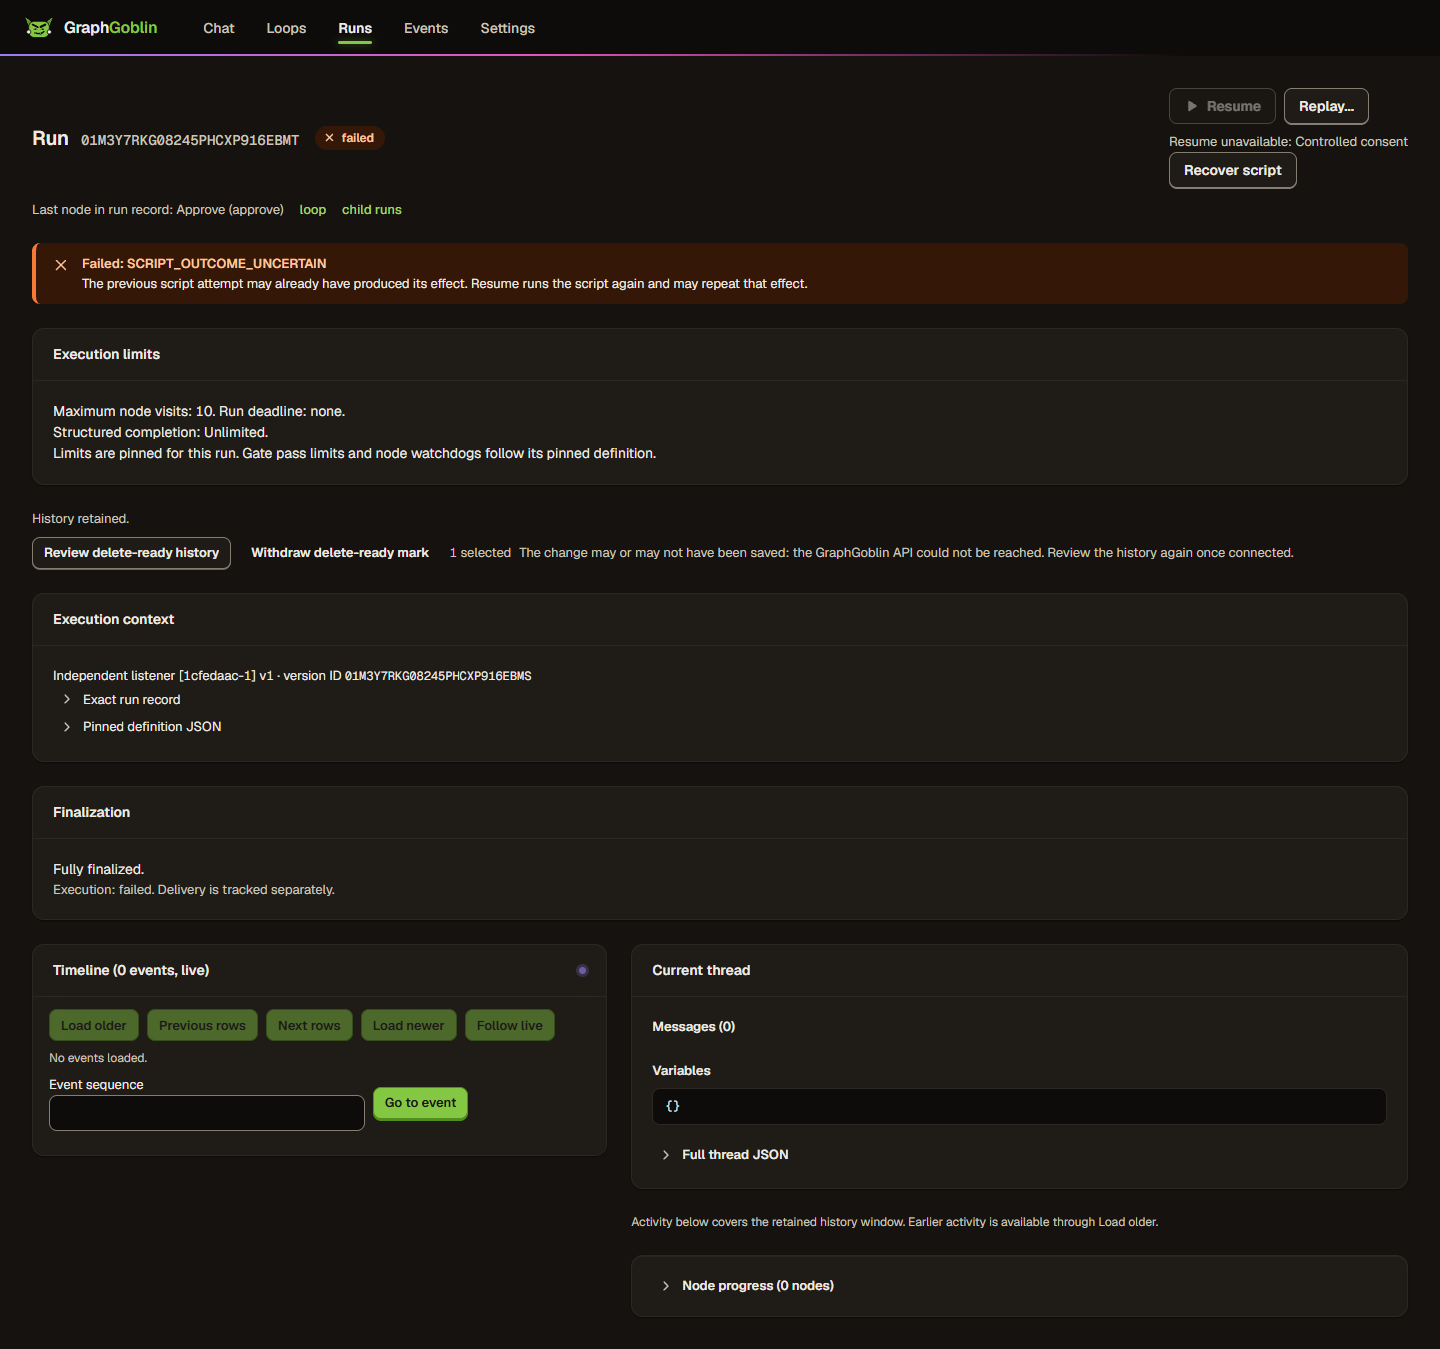 GraphGoblin
Chat
Loops
Runs
Events
Settings
Resume
Replay...
Run 01M3Y7RKG08245PHCXP916EBMT
failed
Resume unavailable: Controlled consent
Recover script
Last node in run record: Approve (approve)
loop
child runs
Failed: SCRIPT_OUTCOME_UNCERTAIN
The previous script attempt may already have produced its effect. Resume runs the script again and may repeat that effect.
Execution limits
Maximum node visits: 10. Run deadline: none.
Structured completion: Unlimited.
Limits are pinned for this run. Gate pass limits and node watchdogs follow its pinned definition.
History retained.
Review delete-ready history
Withdraw delete-ready mark
1 selected
The change may or may not have been saved: the GraphGoblin API could not be reached. Review the history again once connected.
Execution context
Independent listener [1cfedaac-1] v1 · version ID 01M3Y7RKG08245PHCXP916EBMS
Exact run record
Pinned definition JSON
Finalization
Fully finalized.
Execution: failed. Delivery is tracked separately.
Timeline (0 events, live)
Load older
Previous rows
Next rows
Load newer
Follow live
No events loaded.
Event sequence
Go to event
Current thread
Messages (0)
Variables
{}
Full thread JSON
Activity below covers the retained history window. Earlier activity is available through Load older.
Node progress (0 nodes)